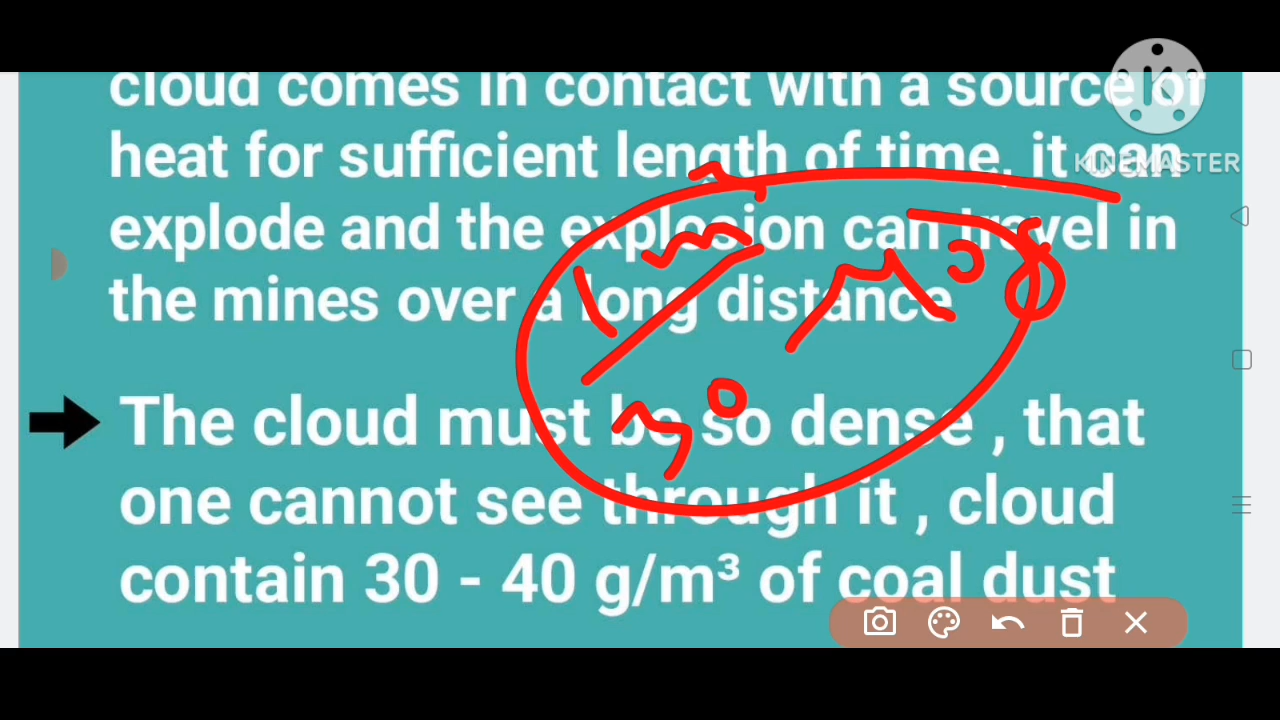 cloud comes in contact with a source of
heat for sufficient length of time, it can
KINEMASTER
explode and the explosion can travel in
the mines over a long distance
The cloud must be so dense , that
one cannot see through it , cloud
contain 30 - 40 g/m³ of coal dust